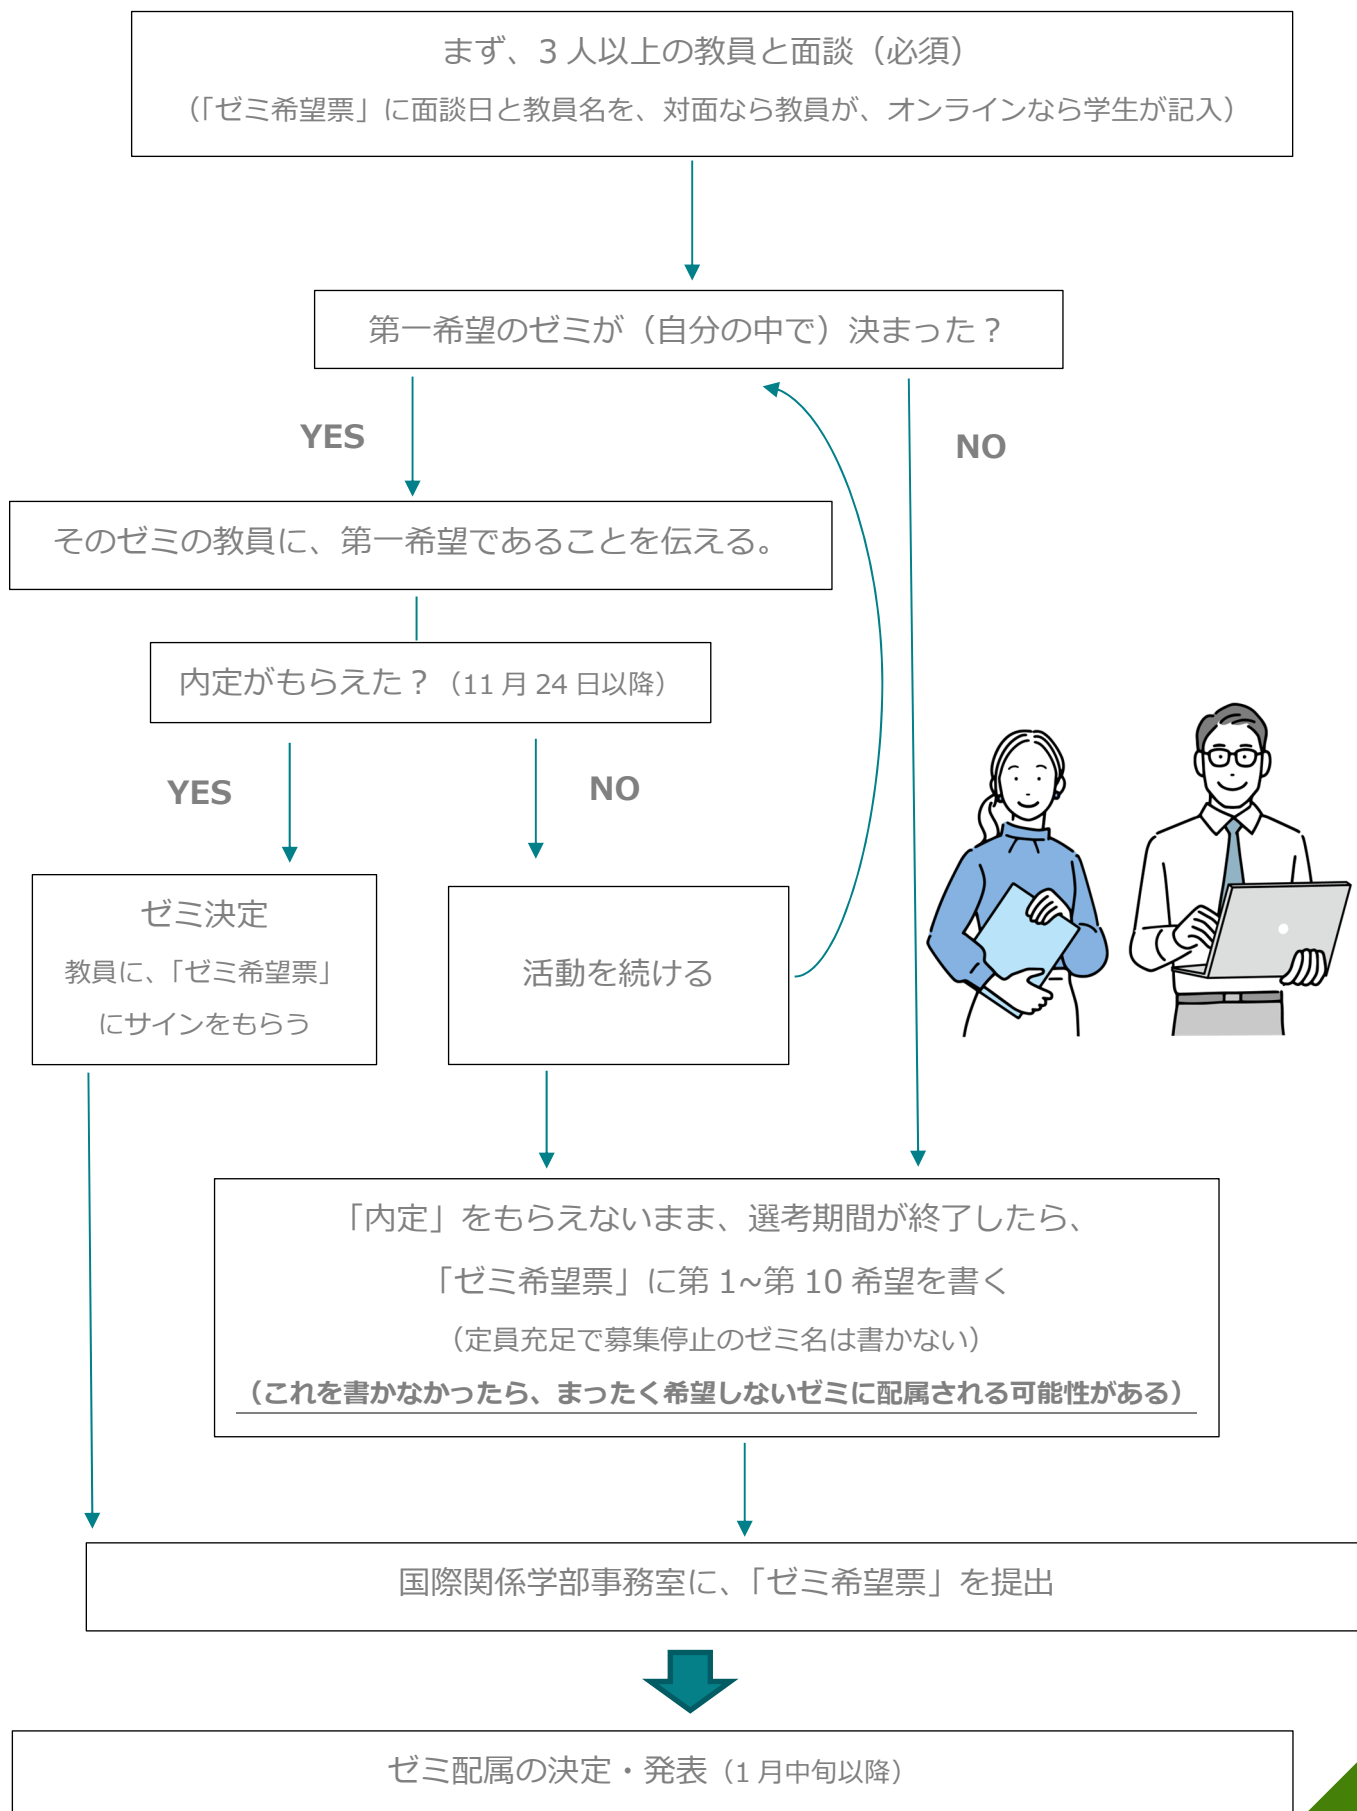 まず、3 人以上の教員と面談（必須）
（「ゼミ希望票」に面談日と教員名を、対面なら教員が、オンラインなら学生が記入）
第一希望のゼミが（自分の中で）決まった？
YES
NO
そのゼミの教員に、第一希望であることを伝える。
内定がもらえた？（11 月 24 日以降）
YES
NO
ゼミ決定
教員に、「ゼミ希望票」
にサインをもらう
活動を続ける
「内定」をもらえないまま、選考期間が終了したら、
「ゼミ希望票」に第 1~第 10 希望を書く
（定員充足で募集停止のゼミ名は書かない）
（これを書かなかったら、まったく希望しないゼミに配属される可能性がある）
国際関係学部事務室に、「ゼミ希望票」を提出
ゼミ配属の決定・発表（1 月中旬以降）